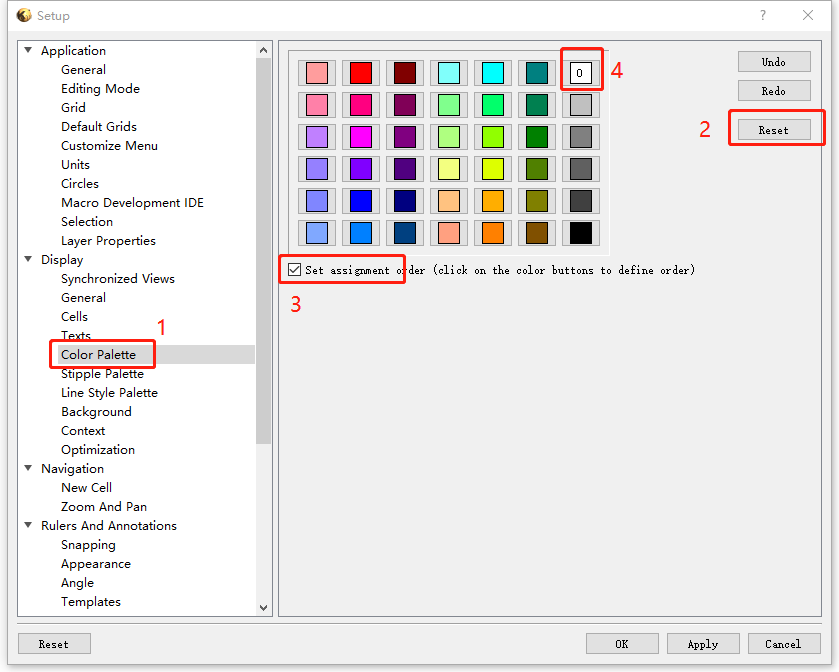 Setup
?
Application
General
Editing Mode
Grid
Default Grids
Customize Menu
Units
Circles
Macro Development IDE
Selection
Layer Properties
Display
Synchronized Views
General
Cells
Texts
1
Color Palette
Stipple Palette
Line Style Palette
Background
Context
Optimization
Navigation
New Cell
Zoom And Pan
Rulers And Annotations
Snapping
Appearance
Angle
Templates
0
4
Set assignment order (click on the color buttons to define order)
3
Undo
Redo
2
Reset
Reset
OK
Apply
Cancel